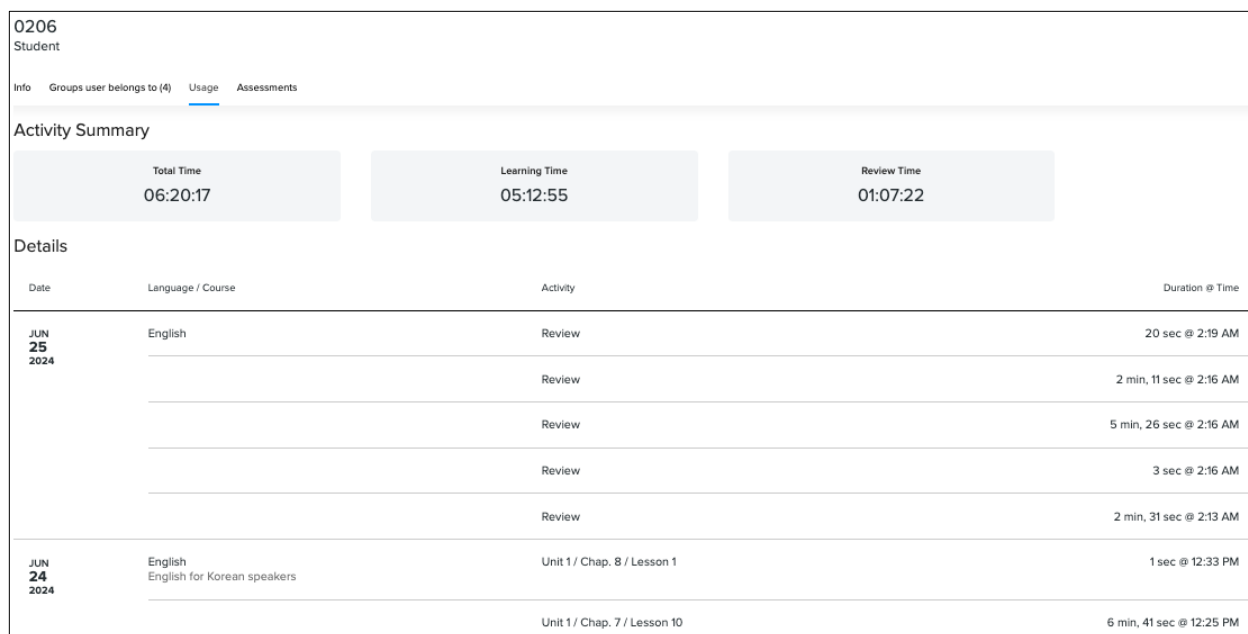 0206
Student
Info Groups user belongs to (4) Usage Assessments
Activity Summary
Total Time Learning Time Review Time
06:20:17 05:12:55 01:07:22
Details
Date Language / Course Activity Duration @ Time
JUN 25 2024 English Review 20 sec @ 2:19 AM
Review 2 min, 11 sec @ 2:16 AM
Review 5 min, 26 sec @ 2:16 AM
Review 3 sec @ 2:16 AM
Review 2 min, 31 sec @ 2:13 AM
JUN 24 2024 English Unit 1 / Chap. 8 / Lesson 1 1 sec @ 12:33 PM
English for Korean speakers
Unit 1 / Chap. 7 / Lesson 10 6 min, 41 sec @ 12:25 PM